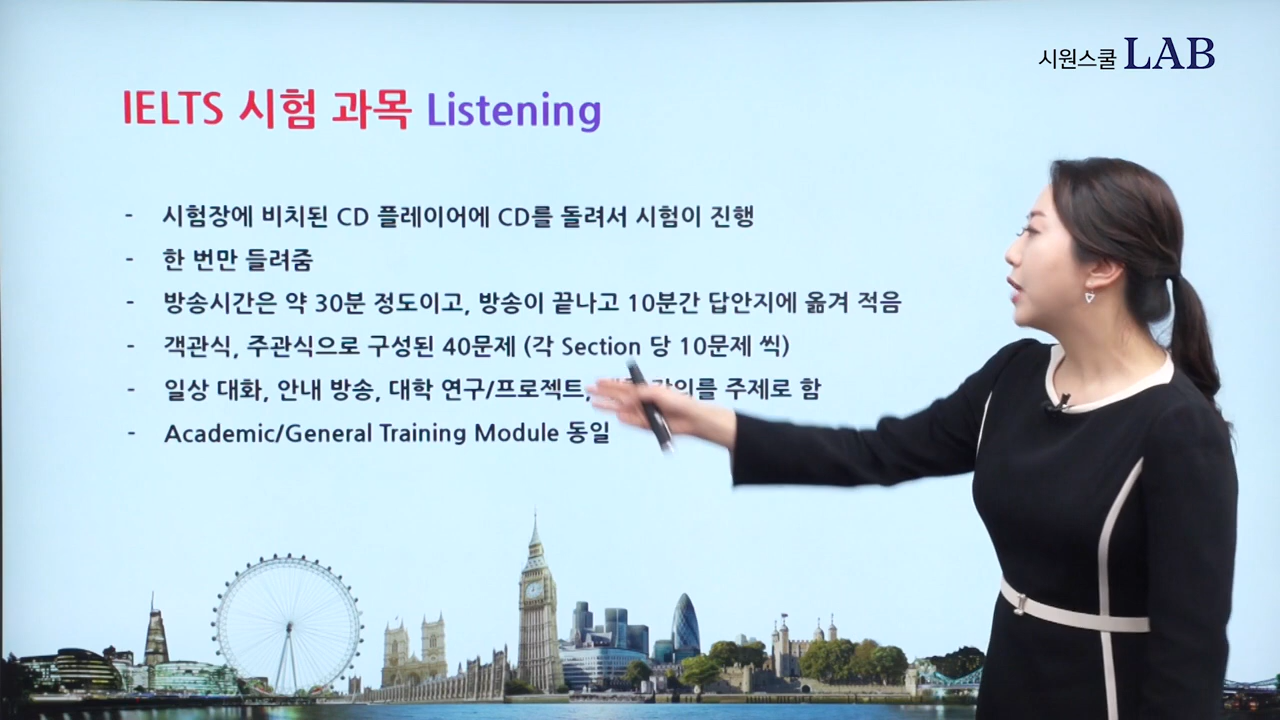 시원스쿨 LAB
IELTS 시험 과목 Listening
- 시험장에 비치된 CD 플레이어에 CD를 돌려서 시험이 진행
- 한 번만 들려줌
- 방송시간은 약 30분 정도이고, 방송이 끝나고 10분간 답안지에 옮겨 적음
- 객관식, 주관식으로 구성된 40문제 (각 Section 당 10문제 씩)
- 일상 대화, 안내 방송, 대학 연구/프로젝트, 주제로 함
- Academic/General Training Module 동일